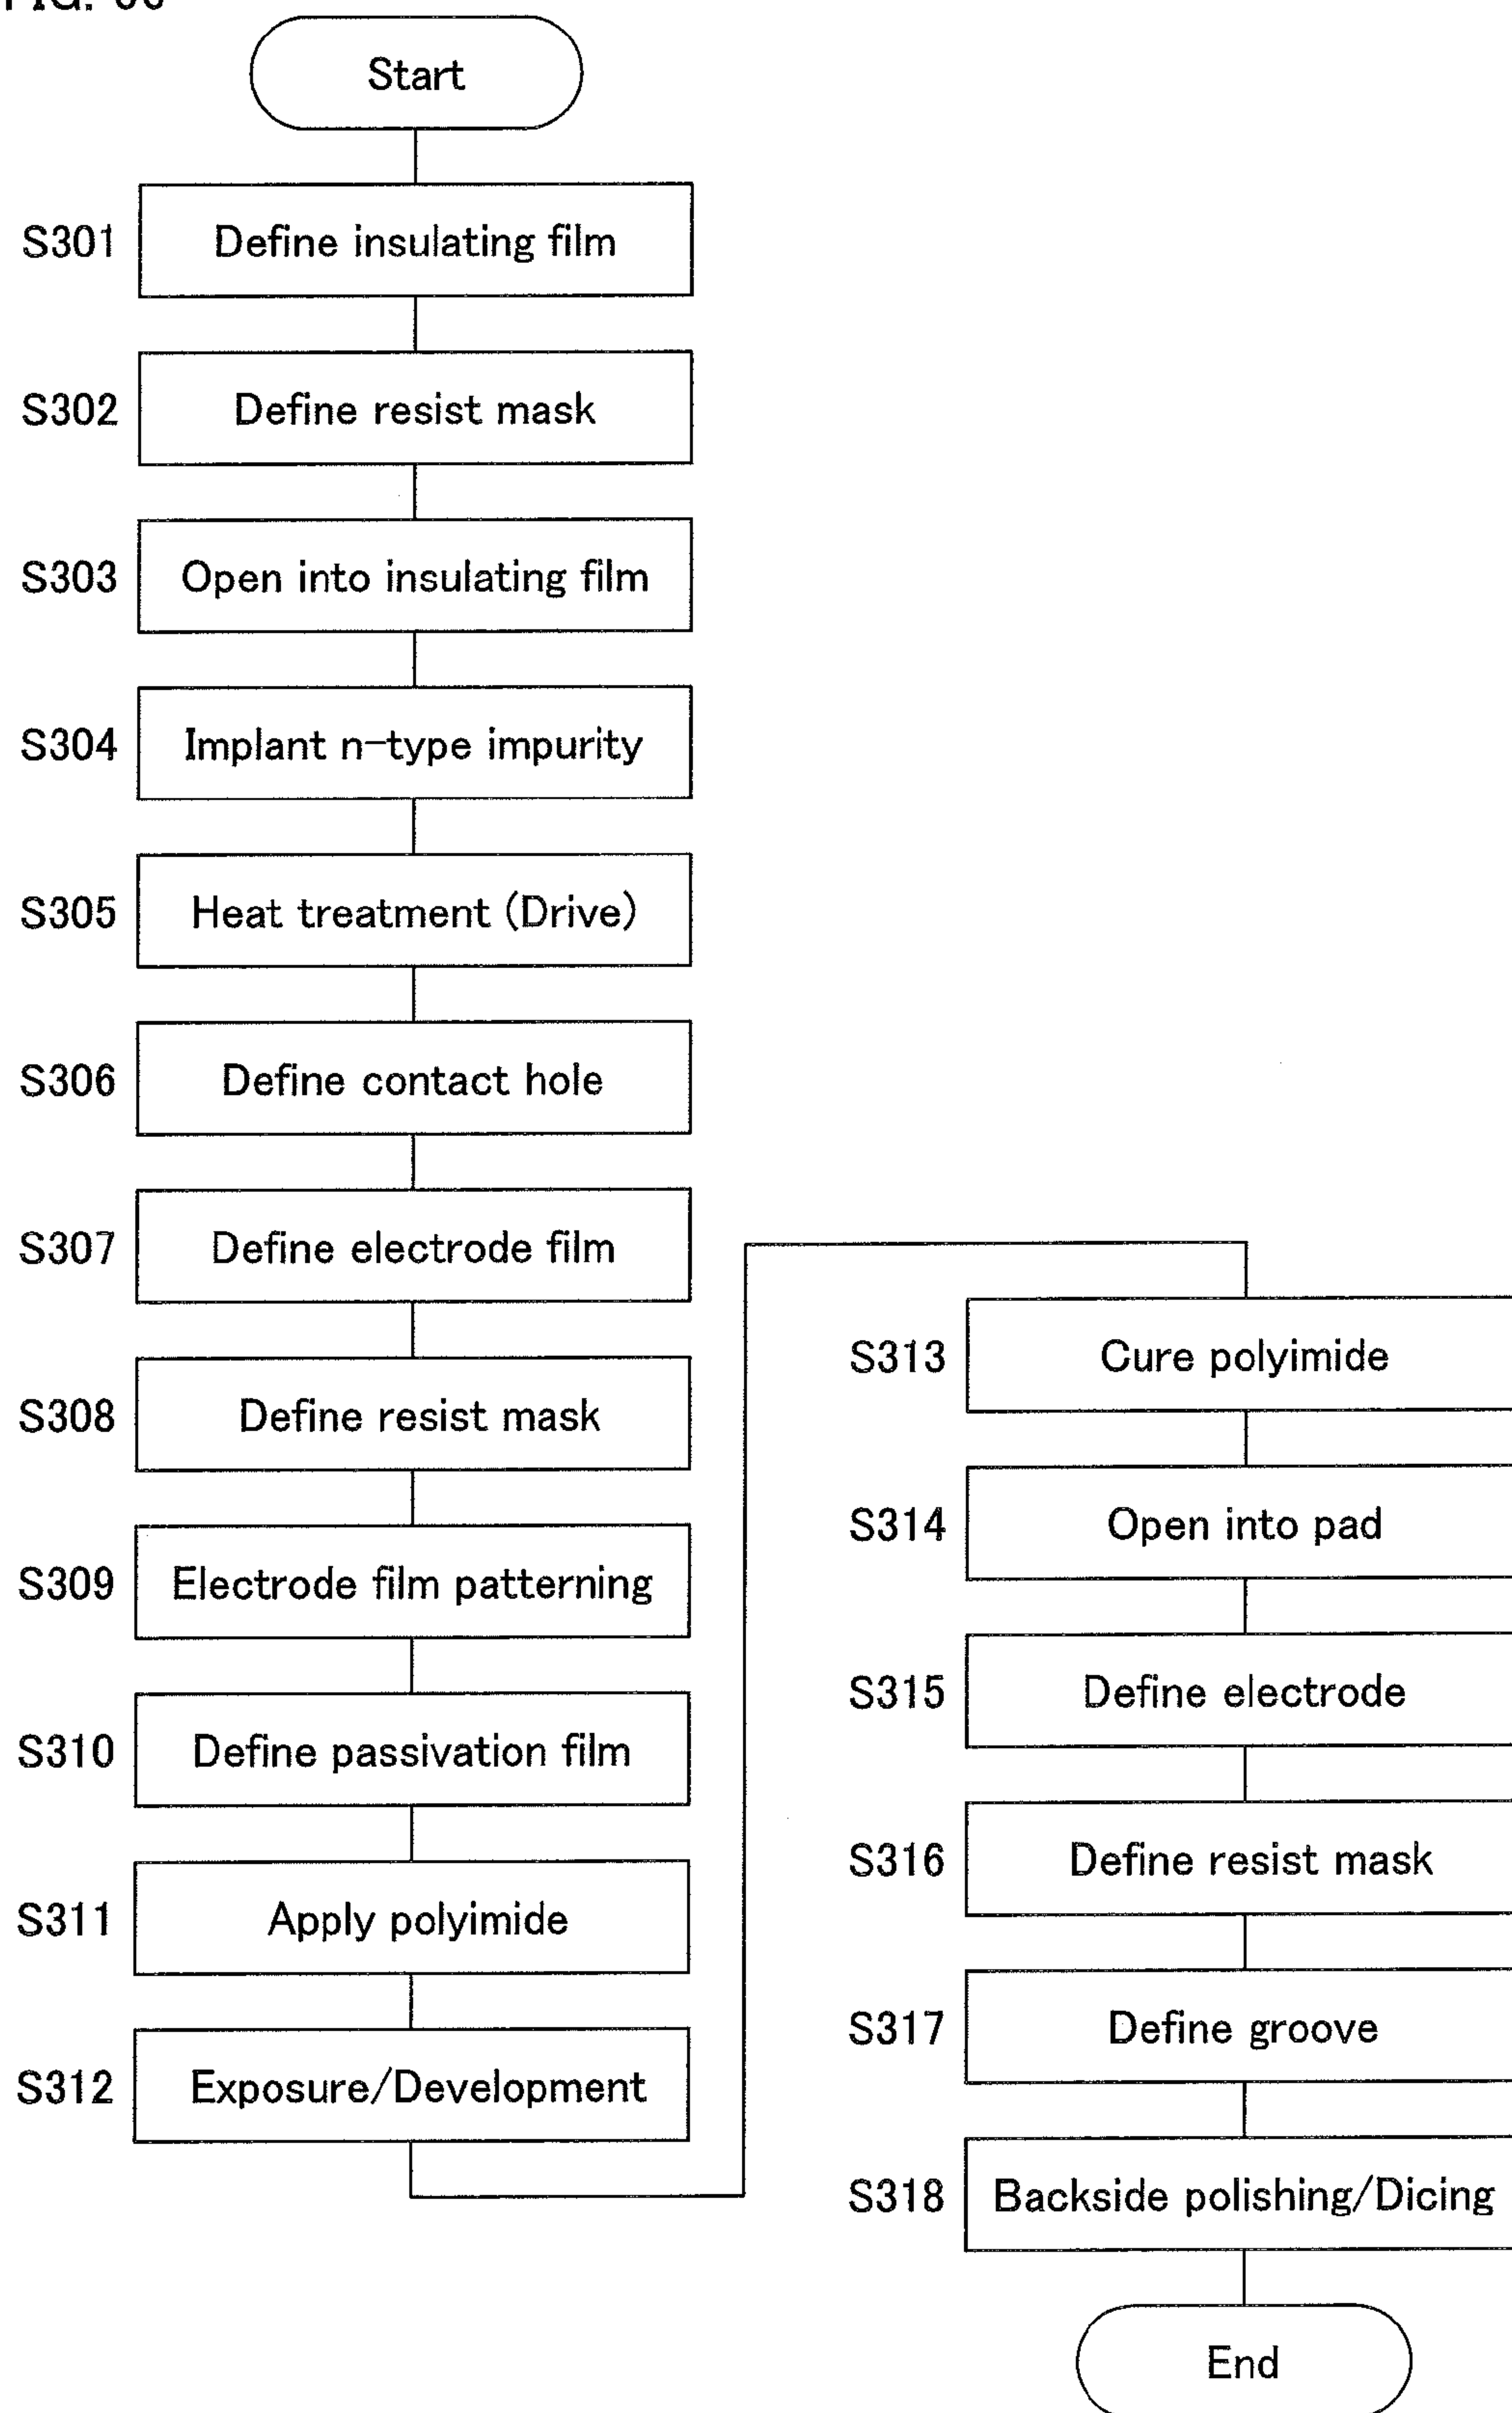 Start
S301 Define insulating film
S302 Define resist mask
S303 Open into insulating film
S304 Implant n-type impurity
S305 Heat treatment (Drive)
S306 Define contact hole
S307 Define electrode film
S308 Define resist mask
S309 Electrode film patterning
S310 Define passivation film
S311 Apply polyimide
S312 Exposure/Development
S313 Cure polyimide
S314 Open into pad
S315 Define electrode
S316 Define resist mask
S317 Define groove
S318 Backside polishing/Dicing
End